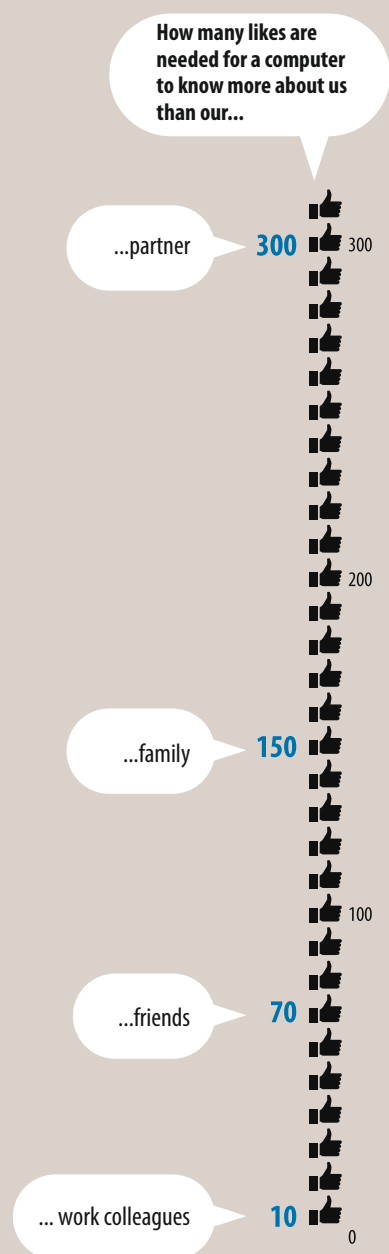 How many likes are
needed for a computer
to know more about us
than our...
...partner 300 300
200
...family 150
100
...friends 70
... work colleagues 10
0